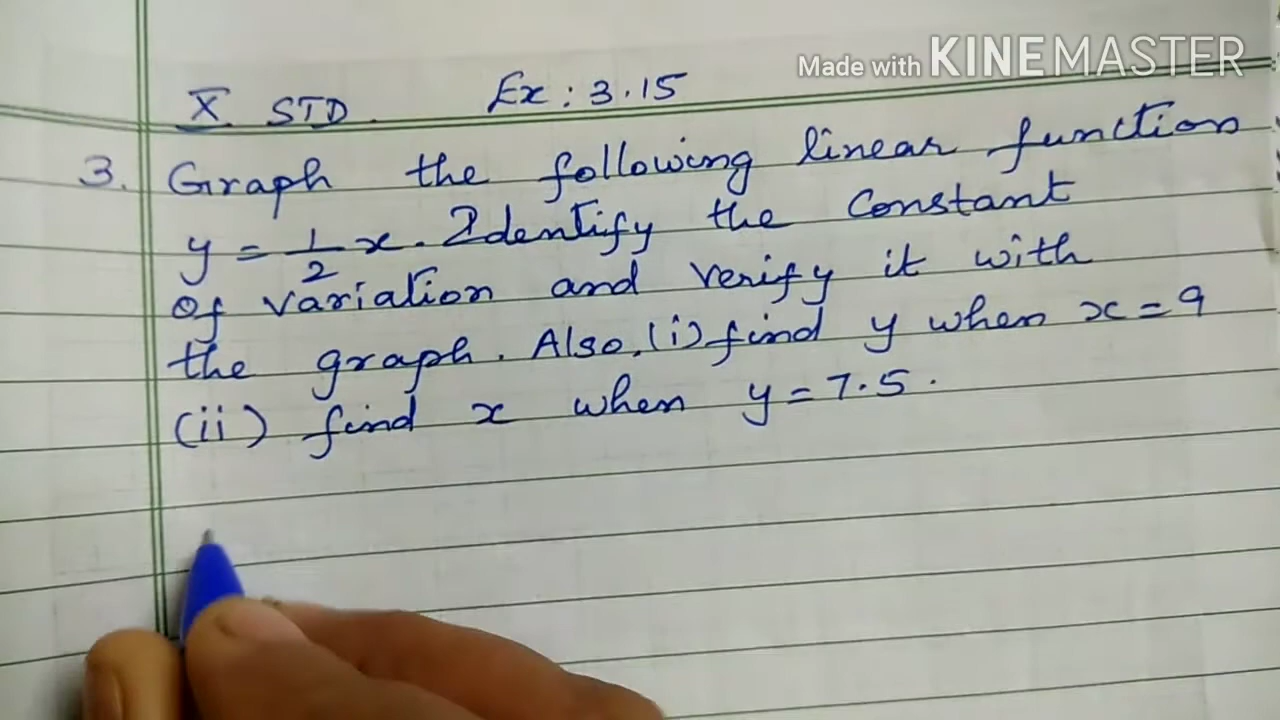 Made with KINEMASTER
X STD. Ex: 3.15
3. Graph the following linear function
y = 1/2 x. Identify the Constant
of variation and verify it with
the graph. Also, (i) find y when x = 9
(ii) find x when y = 7.5.